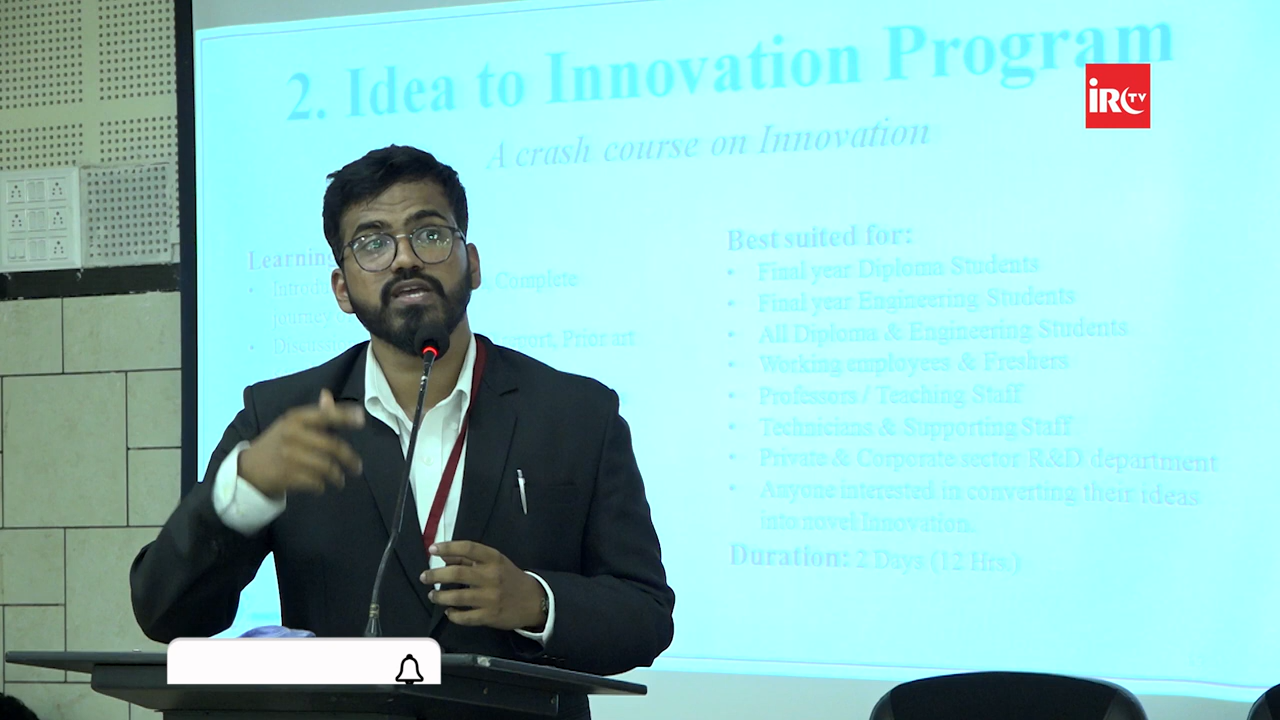 2. Idea to Innovation Program
iRC TV
A crash course on Innovation
Learning
Complete
journey
Prior art
Best suited for:
• Final year Diploma Students
• Final year Engineering Students
• All Diploma & Engineering Students
• Working employees & Freshers
• Professors / Teaching Staff
• Technicians & Supporting Staff
• Private & Corporate sector R&D department
• Anyone interested in converting their ideas
into novel Innovation.
Duration: 2 Days (12 Hrs.)